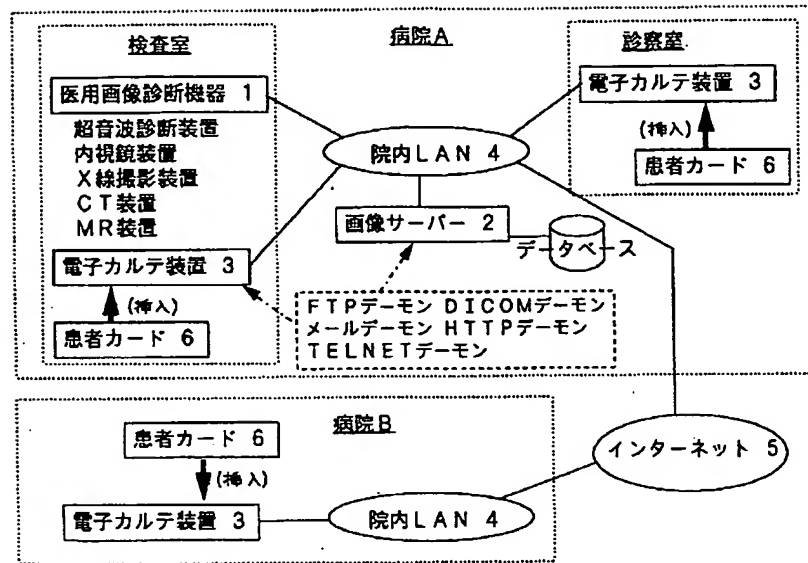 病院A
検査室
医用画像診断機器 1
超音波診断装置
内視鏡装置
X線撮影装置
CT装置
MR装置
電子カルテ装置 3
(挿入)
患者カード 6
院内LAN 4
画像サーバー 2
データベース
FTPデーモン DICOMデーモン
メールデーモン HTTPデーモン
TELNETデーモン
診察室
電子カルテ装置 3
(挿入)
患者カード 6
病院B
患者カード 6
(挿入)
電子カルテ装置 3
院内LAN 4
インターネット 5